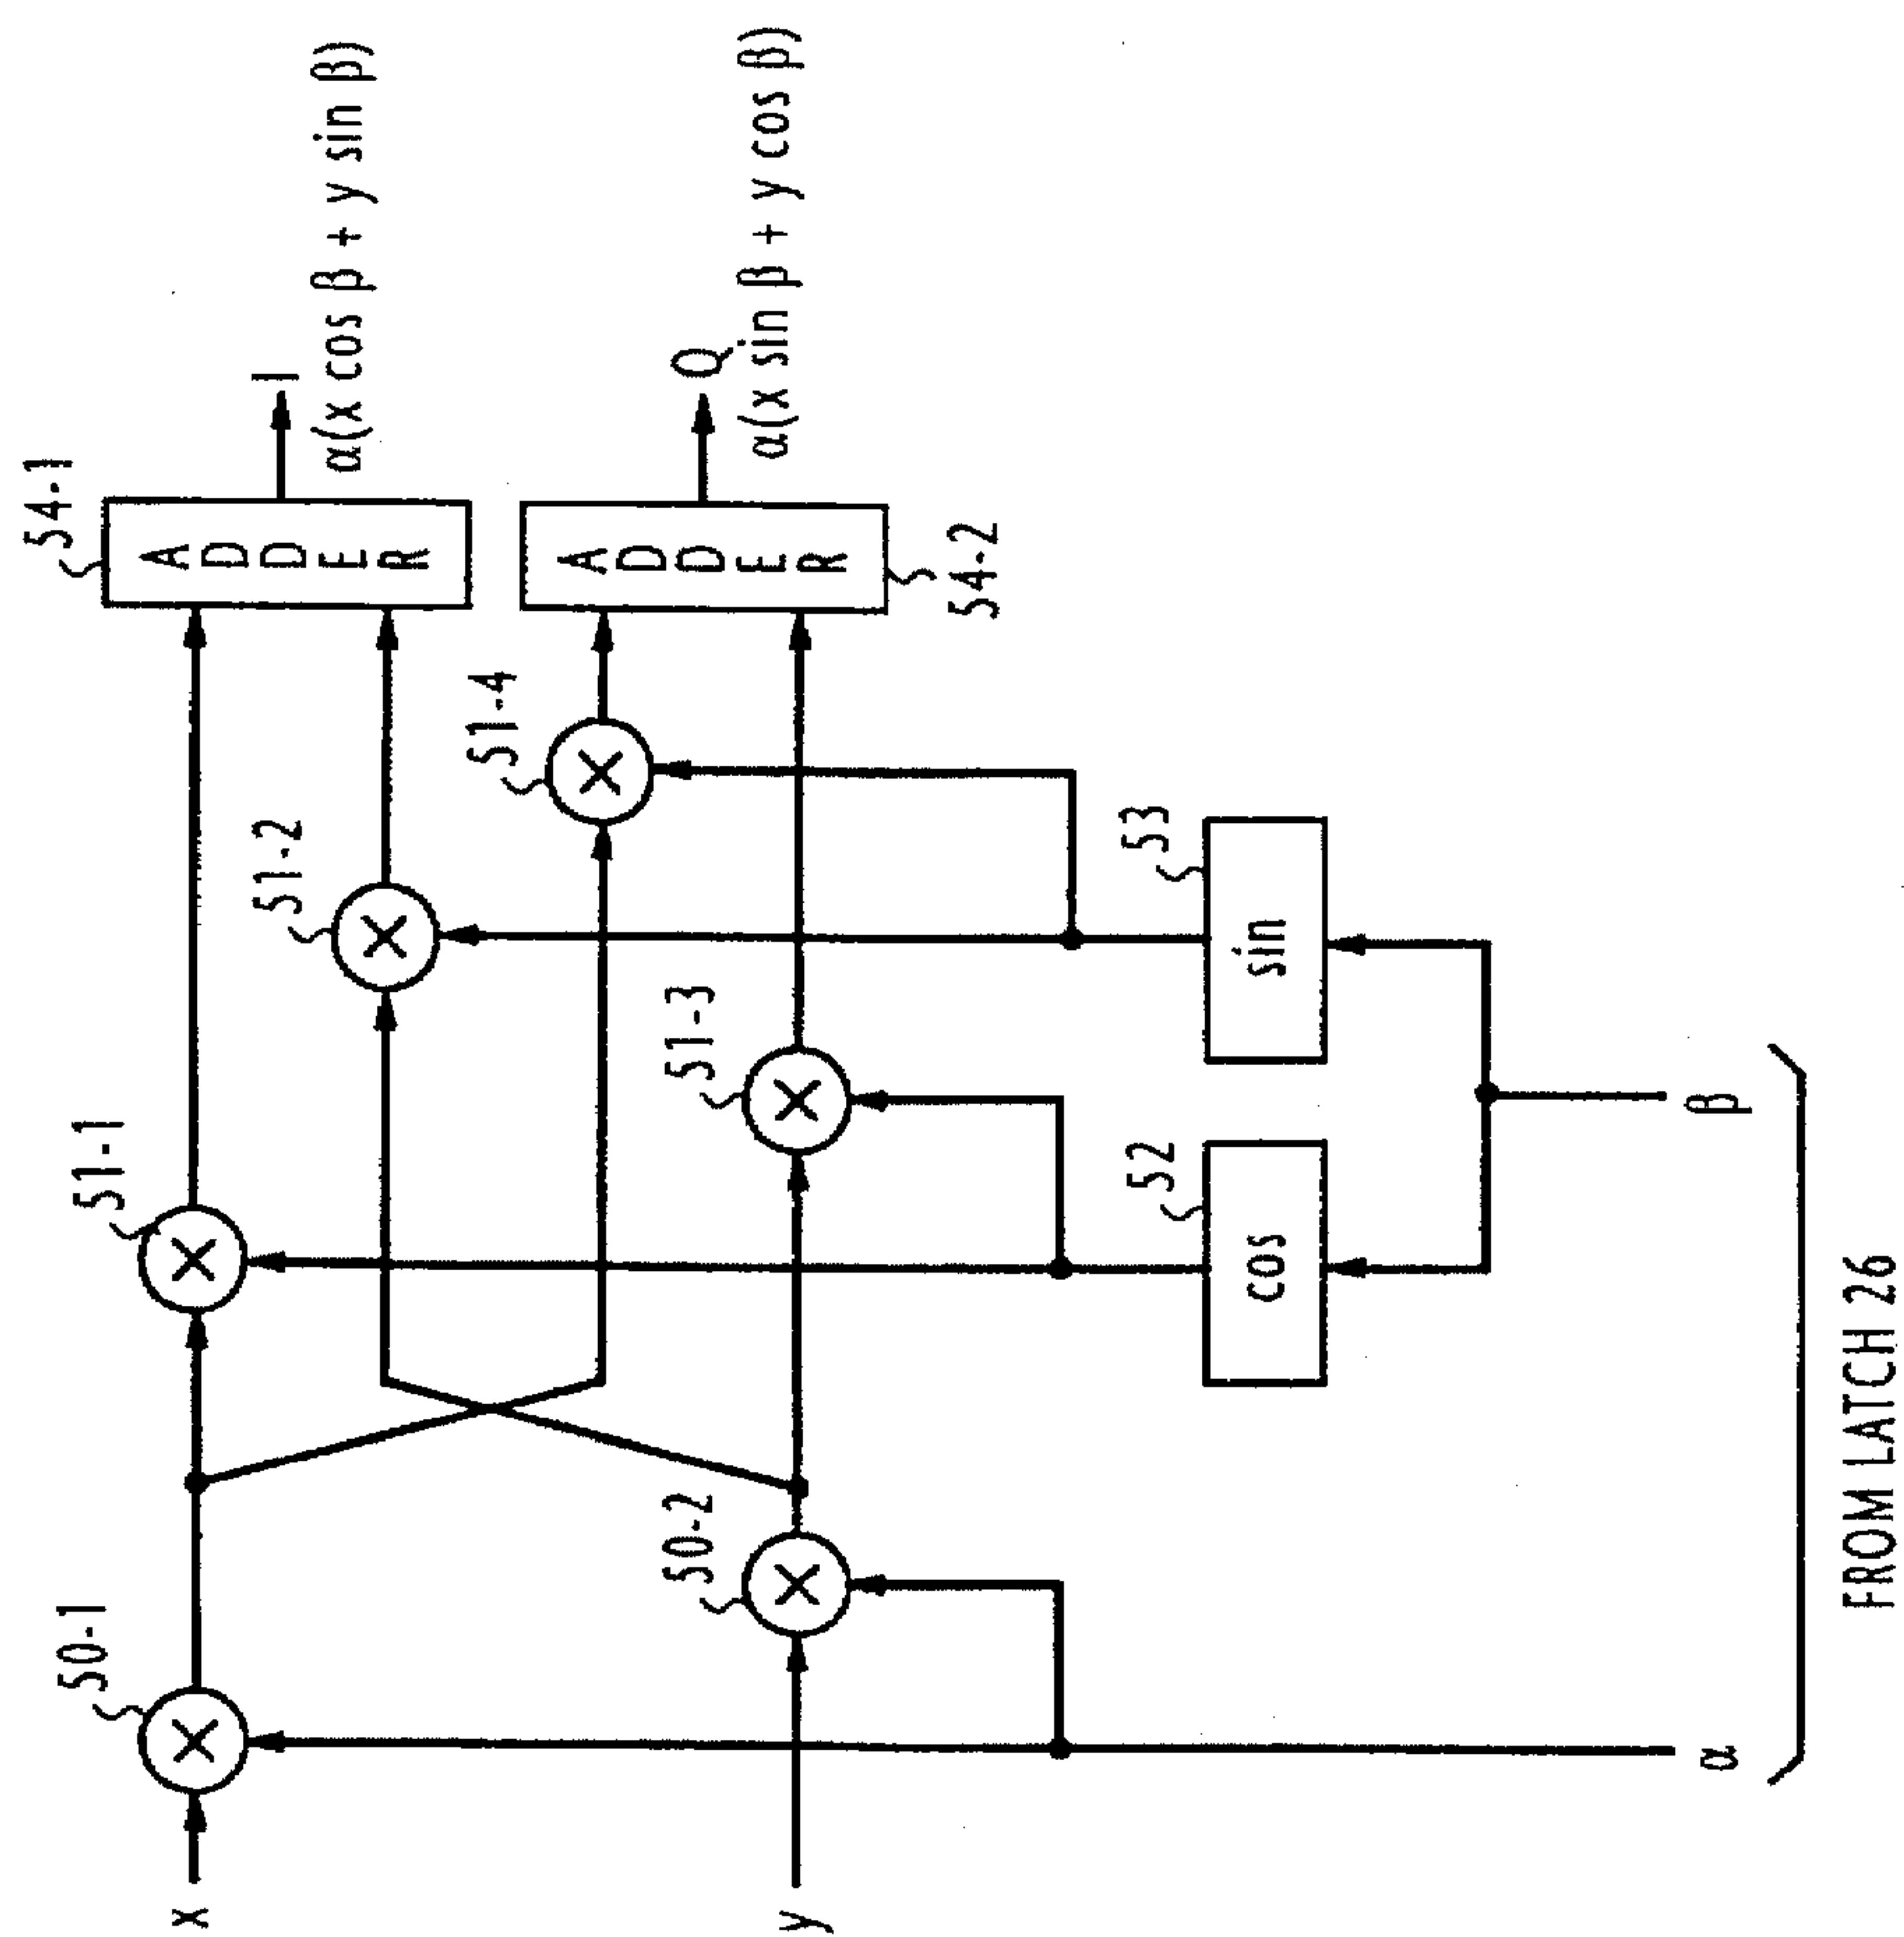 x
y
50-1
50-2
51-1
51-2
51-3
51-4
52
cos
53
sin
54-1
ADDER
54-2
ADDER
I
α(x cos β + y sin β)
Q
α(x sin β + y cos β)
α
β
FROM LATCH 26